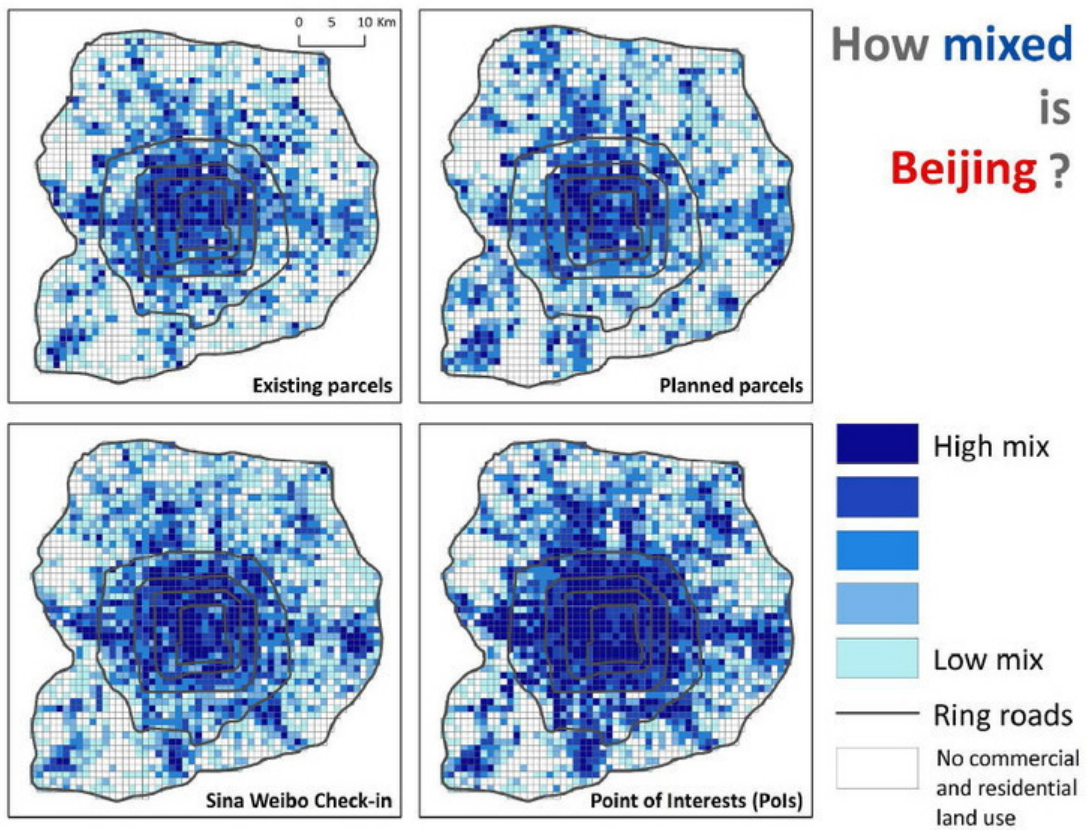 0 5 10 Km
How mixed
is
Beijing ?
Existing parcels
Planned parcels
High mix
Low mix
Ring roads
No commercial
and residential
land use
Sina Weibo Check-in
Point of Interests (PoIs)